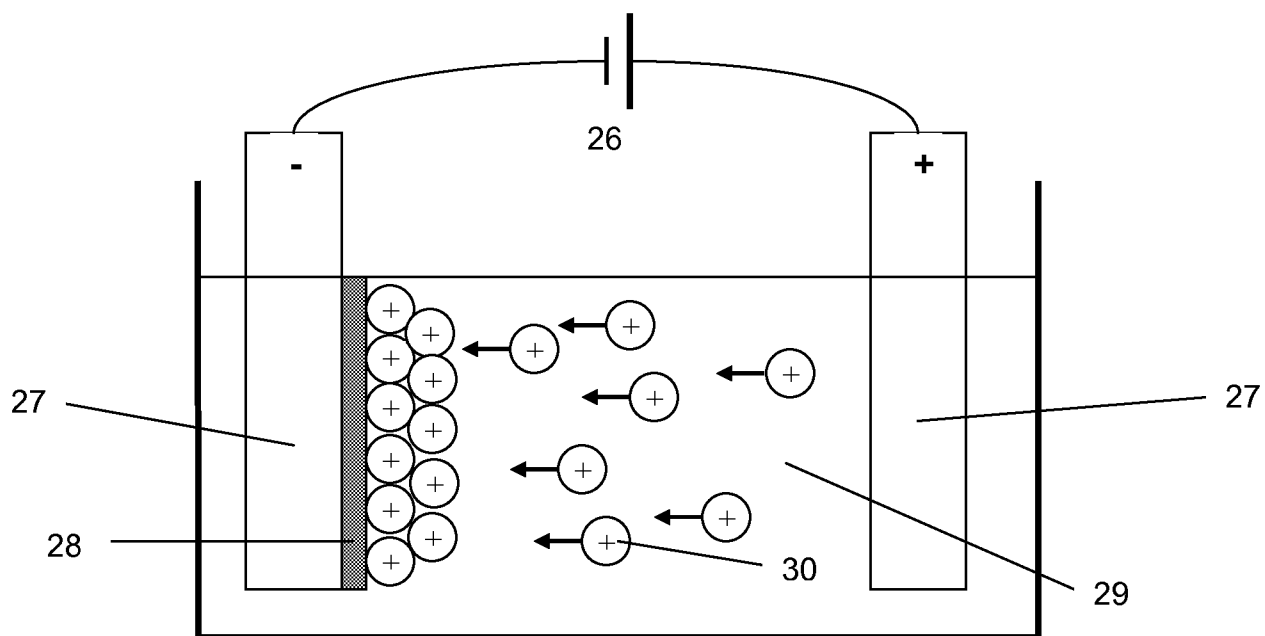 26
- +
+ + + + + + + + + + + + + + + + + + +
27 27
28 30 29